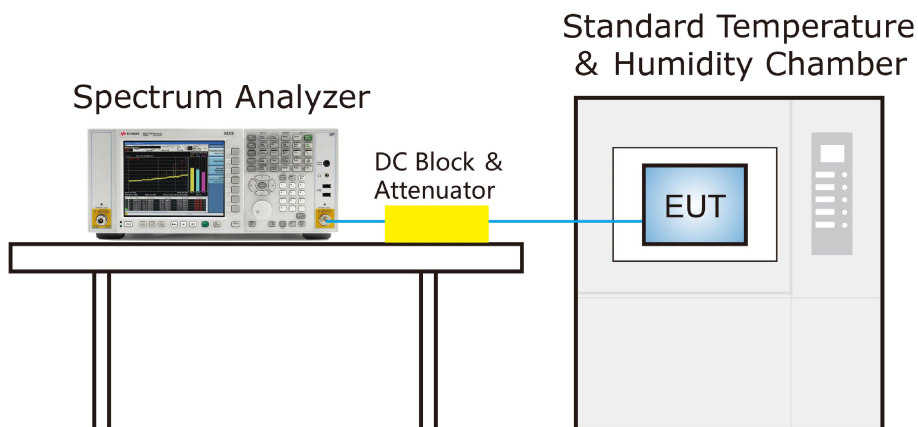 Standard Temperature
& Humidity Chamber
Spectrum Analyzer
DC Block &
Attenuator
EUT